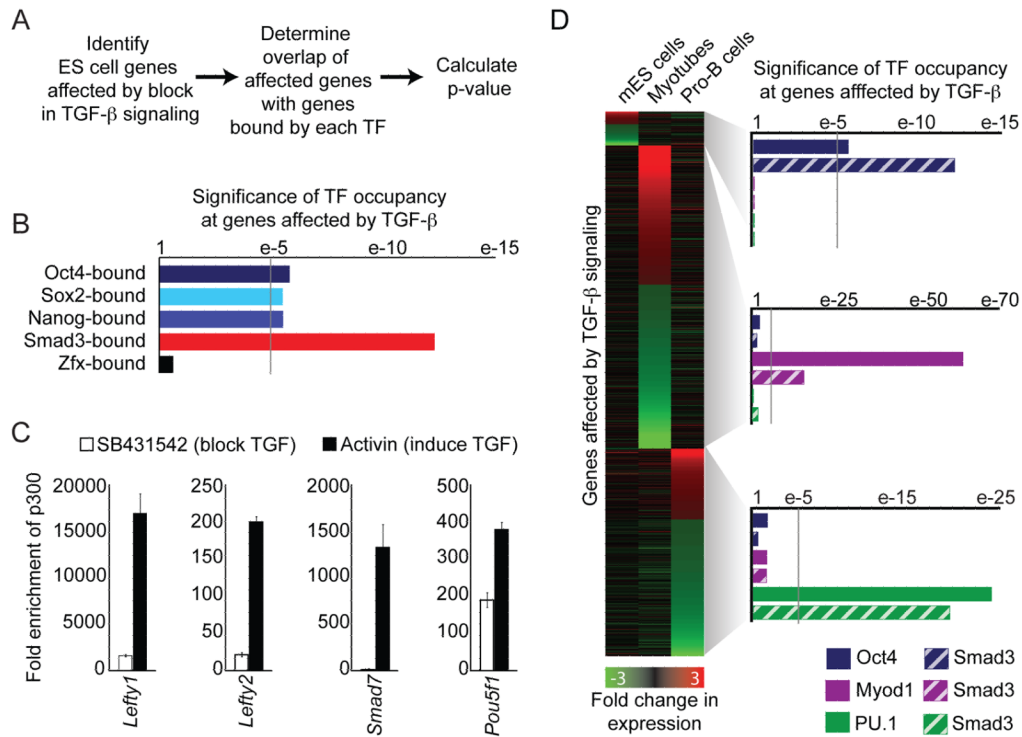 A
Identify
ES cell genes
affected by block
in TGF-β signaling
Determine
overlap of
affected genes
with genes
bound by each TF
Calculate
p-value
B
Significance of TF occupancy
at genes affected by TGF-β
1 e-5 e-10 e-15
Oct4-bound
Sox2-bound
Nanog-bound
Smad3-bound
Zfx-bound
C
SB431542 (block TGF) Activin (induce TGF)
Fold enrichment of p300
20000
15000
10000
5000
0
Lefty1
250
200
150
100
50
0
Lefty2
2000
1500
1000
500
0
Smad7
500
400
300
200
100
0
Pou5f1
D
mES cells
Myotubes
Pro-B cells
Genes affected by TGF-β signaling
-3 3
Fold change in
expression
Significance of TF occupancy
at genes afffected by TGF-β
1 e-5 e-10 e-15
1 e-25 e-50 e-70
1 e-5 e-15 e-25
Oct4 Smad3
Myod1 Smad3
PU.1 Smad3